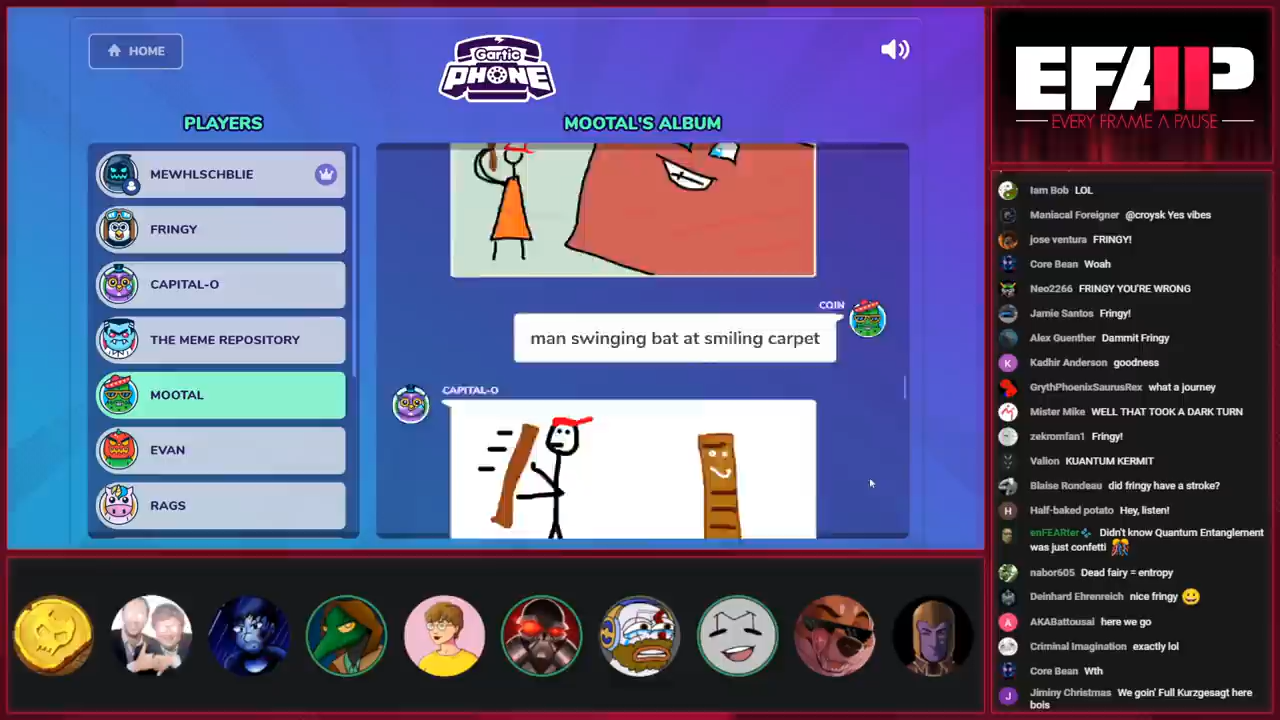 HOME
Gartic
PHONE
PLAYERS
MEWHLSCHBLIE
FRINGY
CAPITAL-O
THE MEME REPOSITORY
MOOTAL
EVAN
RAGS
MOOTAL'S ALBUM
COIN
man swinging bat at smiling carpet
CAPITAL-O
EFAP
EVERY FRAME A PAUSE
Iam Bob LOL
Maniacal Foreigner @croysk Yes vibes
jose ventura FRINGY!
Core Bean Woah
Neo2266 FRINGY YOU'RE WRONG
Jamie Santos Fringy!
Alex Guenther Dammit Fringy
Kadhir Anderson goodness
GrythPhoenixSaurusRex what a journey
Mister Mike WELL THAT TOOK A DARK TURN
zekromfan1 Fringy!
Valion KUANTUM KERMIT
Blaise Rondeau did fringy have a stroke?
Half-baked potato Hey, listen!
enFEARter Didn't know Quantum Entanglement
was just confetti
nabor605 Dead fairy = entropy
Deinhard Ehrenreich nice fringy
AKABattousai here we go
Criminal Imagination exactly lol
Core Bean Wth
Jiminy Christmas We goin' Full Kurzgesagt here
bois